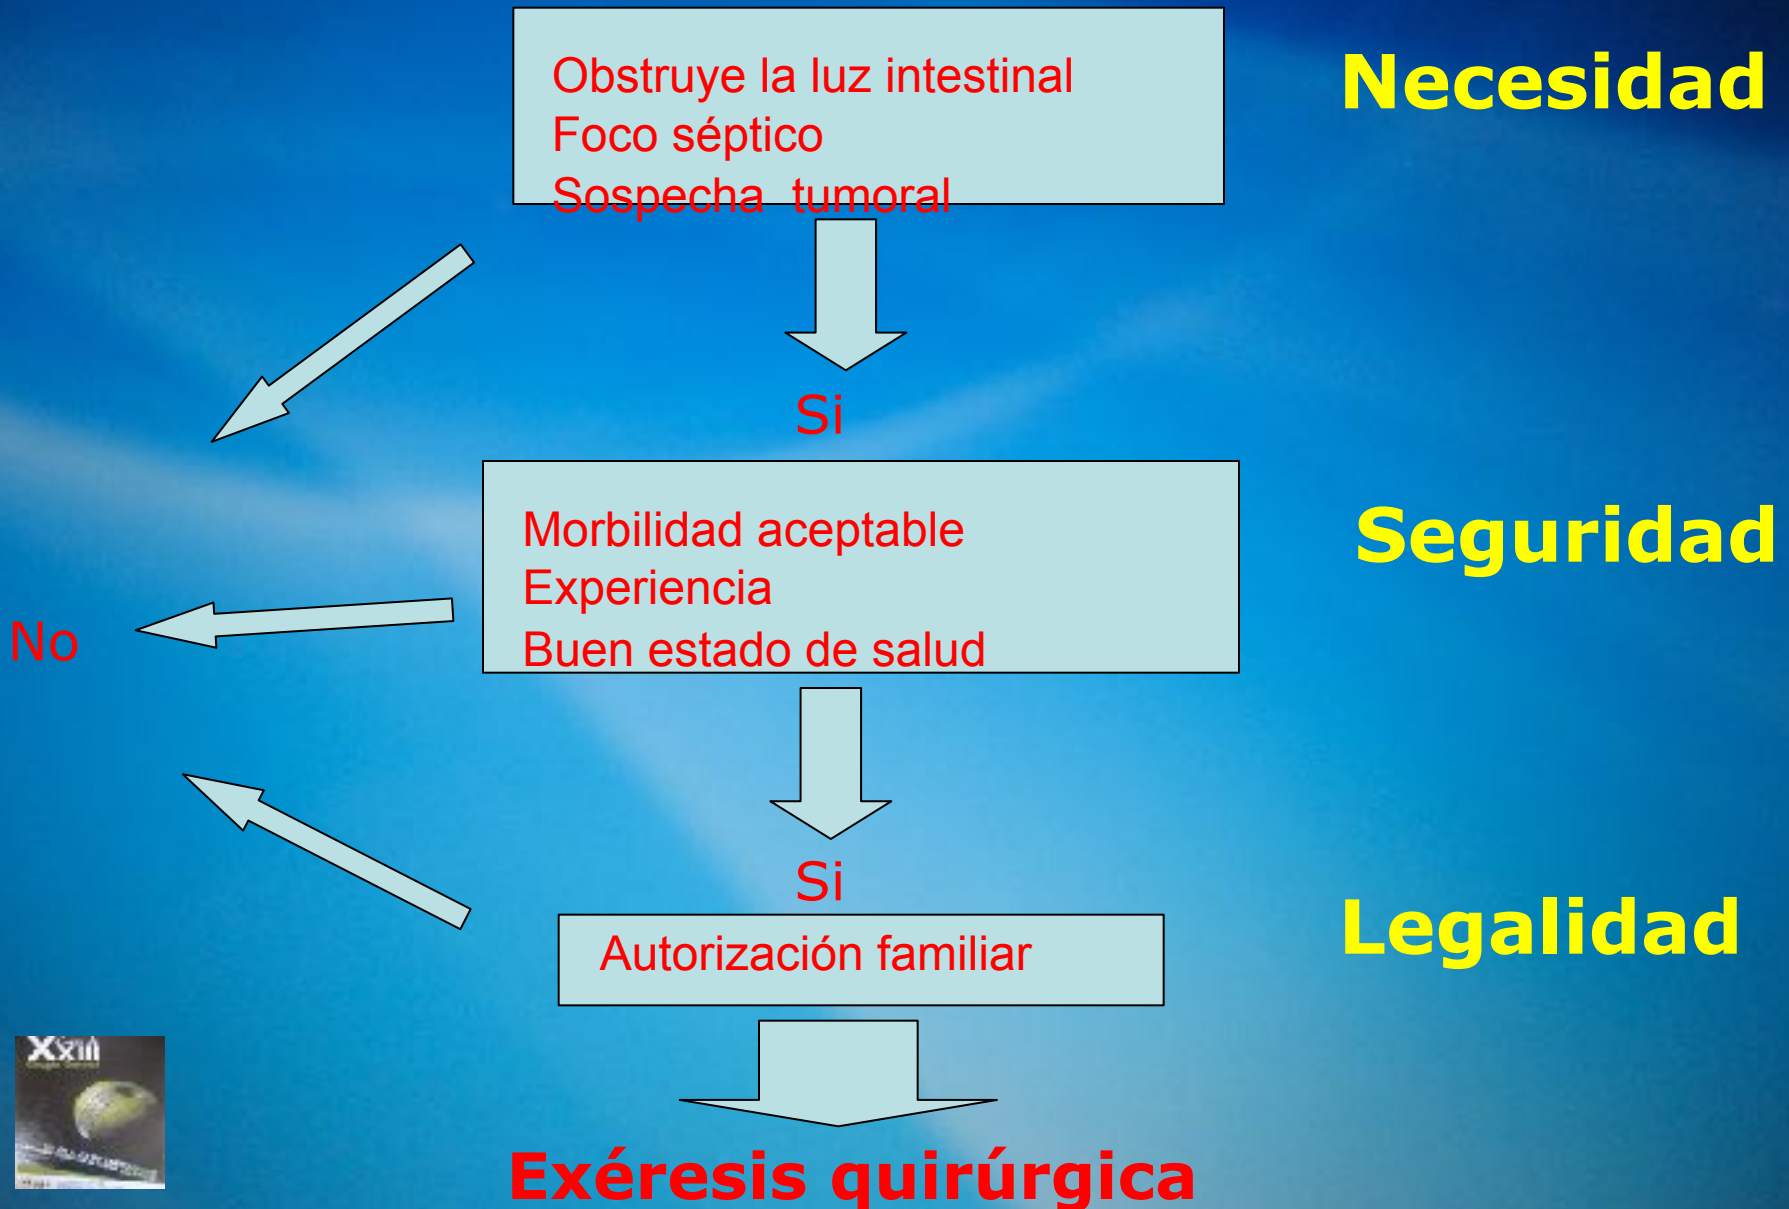 Obstruye la luz intestinal
Foco séptico
Sospecha tumoral
Necesidad
Si
Morbilidad aceptable
Experiencia
Buen estado de salud
Seguridad
No
Si
Autorización familiar
Legalidad
Exéresis quirúrgica